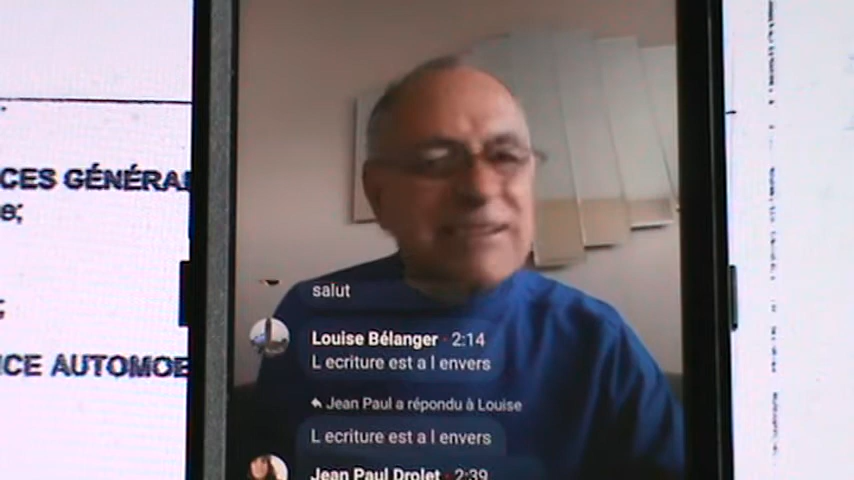 CES GÉNÉRA
e;
ICE AUTOMOB
salut
Louise Bélanger · 2:14
L ecriture est a l envers
Jean Paul a répondu à Louise
L ecriture est a l envers
Jean Paul Drolet · 2:39